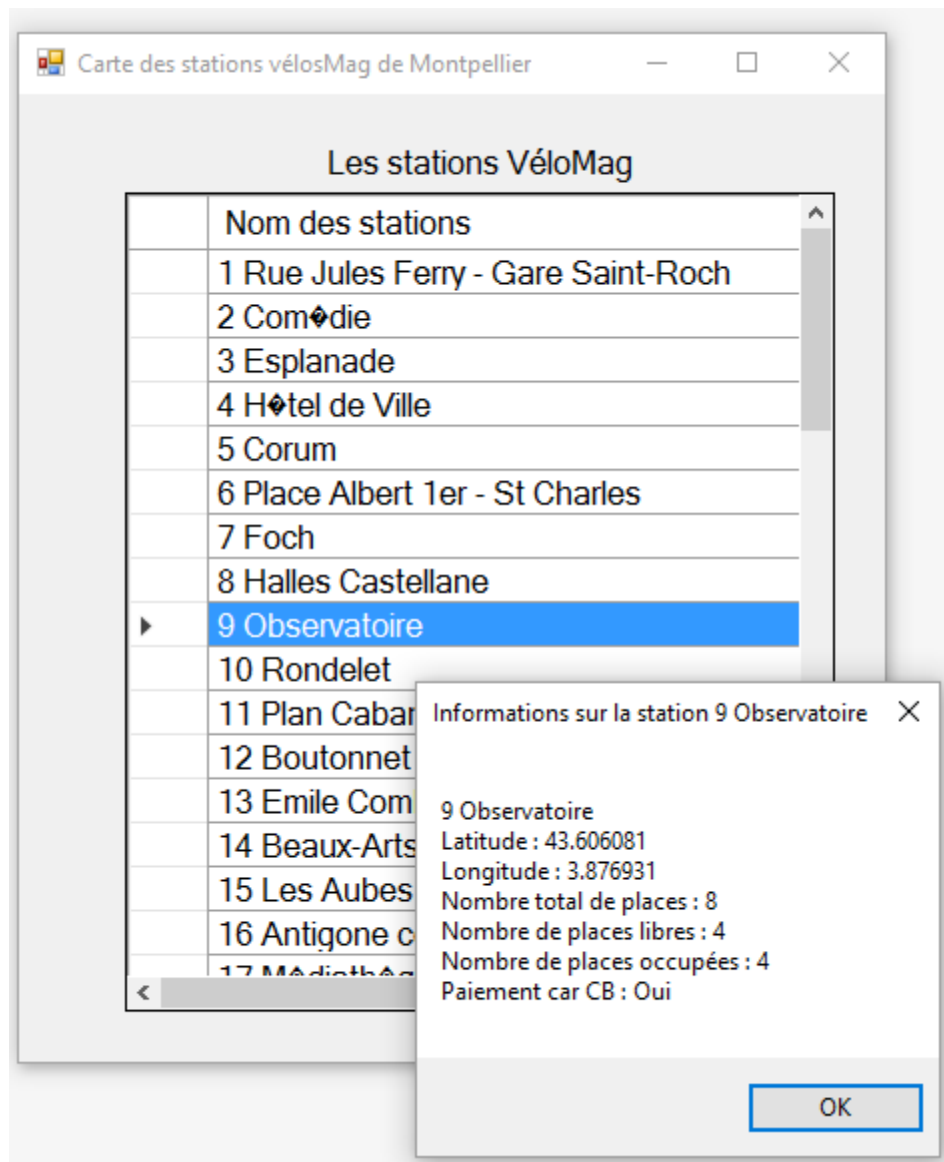 Carte des stations vélosMag de Montpellier
Les stations VéloMag
Nom des stations
1 Rue Jules Ferry - Gare Saint-Roch
2 Com�die
3 Esplanade
4 H�tel de Ville
5 Corum
6 Place Albert 1er - St Charles
7 Foch
8 Halles Castellane
9 Observatoire
10 Rondelet
11 Plan Cabar
12 Boutonnet
13 Emile Com
14 Beaux-Arts
15 Les Aubes
16 Antigone c
17 M�diath�q
Informations sur la station 9 Observatoire
9 Observatoire
Latitude : 43.606081
Longitude : 3.876931
Nombre total de places : 8
Nombre de places libres : 4
Nombre de places occupées : 4
Paiement car CB : Oui
OK